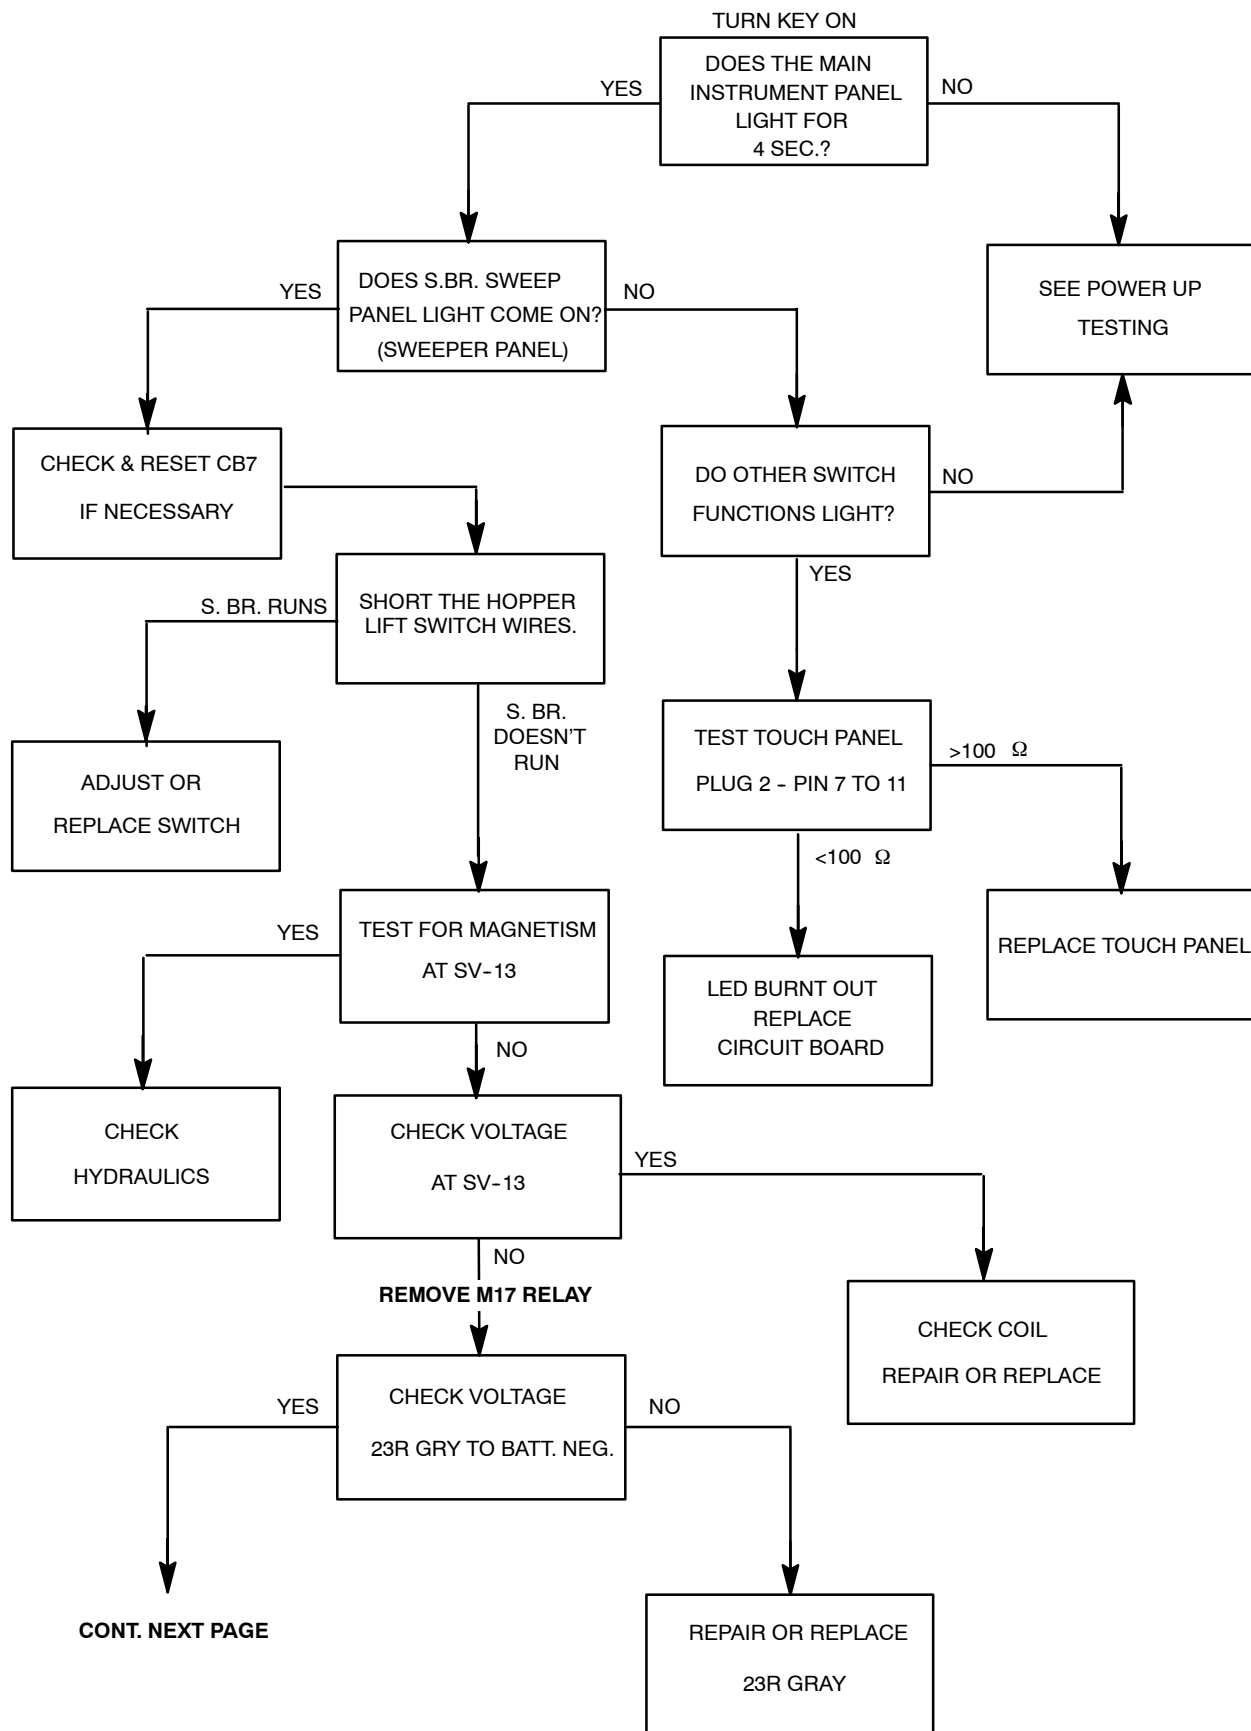 TURN KEY ON
DOES THE MAIN
INSTRUMENT PANEL
LIGHT FOR
4 SEC.?
YES
NO
DOES S.BR. SWEEP
PANEL LIGHT COME ON?
(SWEEPER PANEL)
YES
NO
SEE POWER UP
TESTING
CHECK & RESET CB7
IF NECESSARY
DO OTHER SWITCH
FUNCTIONS LIGHT?
NO
YES
SHORT THE HOPPER
LIFT SWITCH WIRES.
S. BR. RUNS
S. BR.
DOESN'T
RUN
ADJUST OR
REPLACE SWITCH
TEST TOUCH PANEL
PLUG 2 - PIN 7 TO 11
>100 Ω
<100 Ω
TEST FOR MAGNETISM
AT SV-13
YES
NO
LED BURNT OUT
REPLACE
CIRCUIT BOARD
REPLACE TOUCH PANEL
CHECK
HYDRAULICS
CHECK VOLTAGE
AT SV-13
YES
NO
REMOVE M17 RELAY
CHECK COIL
REPAIR OR REPLACE
CHECK VOLTAGE
23R GRY TO BATT. NEG.
YES
NO
CONT. NEXT PAGE
REPAIR OR REPLACE
23R GRAY